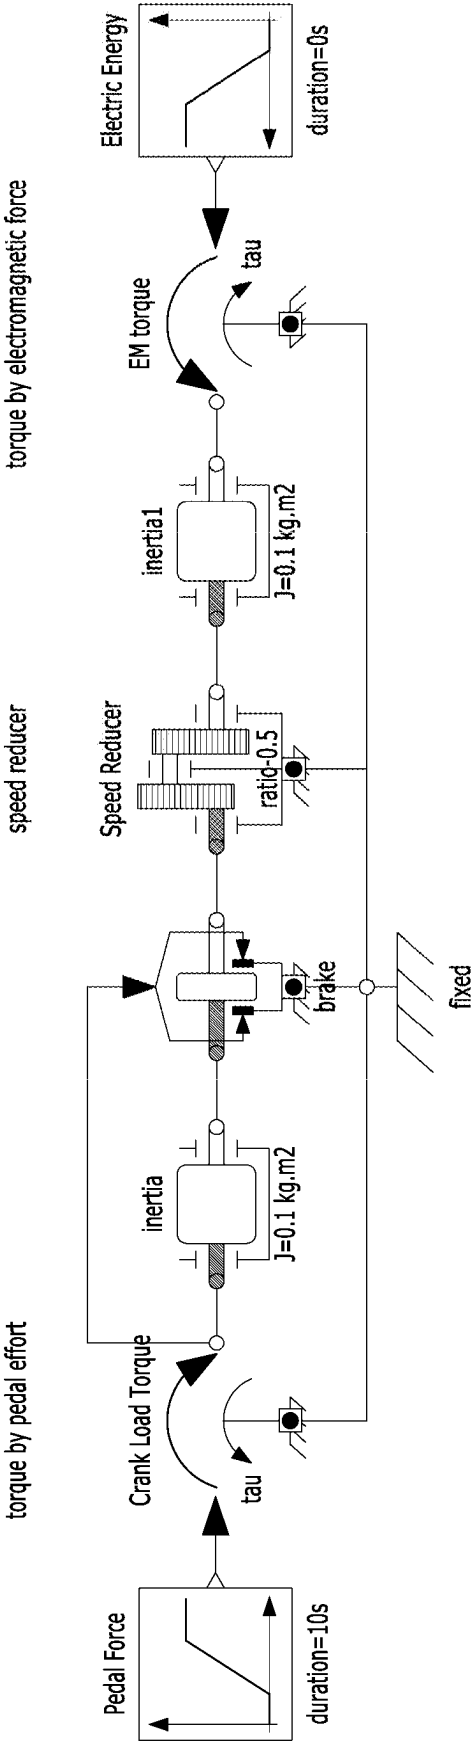 torque by pedal effort
speed reducer
torque by electromagnetic force
Pedal Force
duration=10s
Crank Load Torque
tau
inertia
J=0.1 kg.m2
brake
fixed
Speed Reducer
ratio-0.5
inertia1
J=0.1 kg.m2
EM torque
tau
Electric Energy
duration=0s